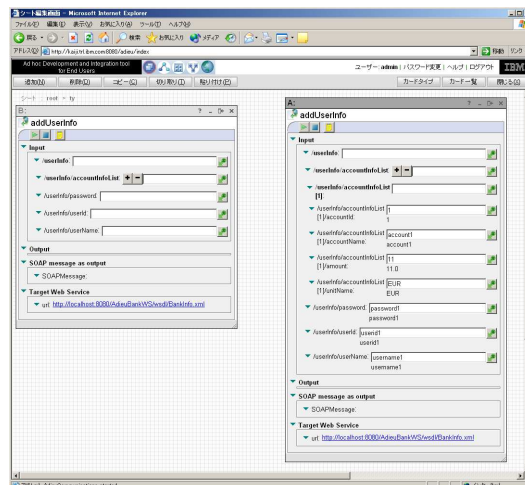 シート編集画面 - Microsoft Internet Explorer
ファイル(F) 編集(E) 表示(V) お気に入り(A) ツール(T) ヘルプ(H)
戻る 検索 お気に入り メディア
アドレス(D) http://kaiji.trl.ibm.com:8080/adieu/index 移動 リンク
Ad hoc Development and Integration tool
for End Users
ユーザー: admin | パスワード変更 | ヘルプ | ログアウト IBM
追加(N) 削除(D) コピー(C) 切り取り(T) 貼り付け(P) カードタイプ カード一覧 閉じる(S)
シート : root + ty
B: ? - × 
addUserInfo
Input
/userInfo:
/userInfo/accountInfoList: + -
/userInfo/password:
/userInfo/userId:
/userInfo/userName:
Output
SOAP message as output
SOAPMessage:
Target Web Service
url: http://localhost:8080/AdieuBankWS/wsdl/BankInfo.xml
A: ? - ×
addUserInfo
Input
/userInfo:
/userInfo/accountInfoList: + -
/userInfo/accountInfoList
[1]:
/userInfo/accountInfoList 1
[1]/accountId: 1
/userInfo/accountInfoList account1
[1]/accountName: account1
/userInfo/accountInfoList 11
[1]/amount: 11.0
/userInfo/accountInfoList EUR
[1]/unitName: EUR
/userInfo/password: password1
password1
/userInfo/userId: userid1
userid1
/userInfo/userName: username1
username1
Output
SOAP message as output
SOAPMessage:
Target Web Service
url: http://localhost:8080/AdieuBankWS/wsdl/BankInfo.xml